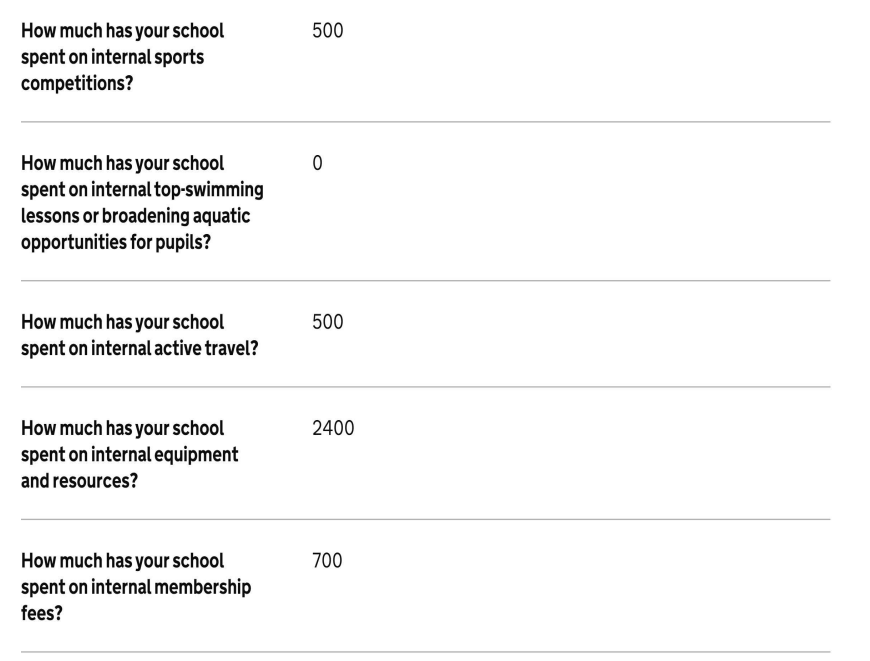 How much has your school 500
spent on internal sports
competitions?
How much has your school 0
spent on internal top-swimming
lessons or broadening aquatic
opportunities for pupils?
How much has your school 500
spent on internal active travel?
How much has your school 2400
spent on internal equipment
and resources?
How much has your school 700
spent on internal membership
fees?